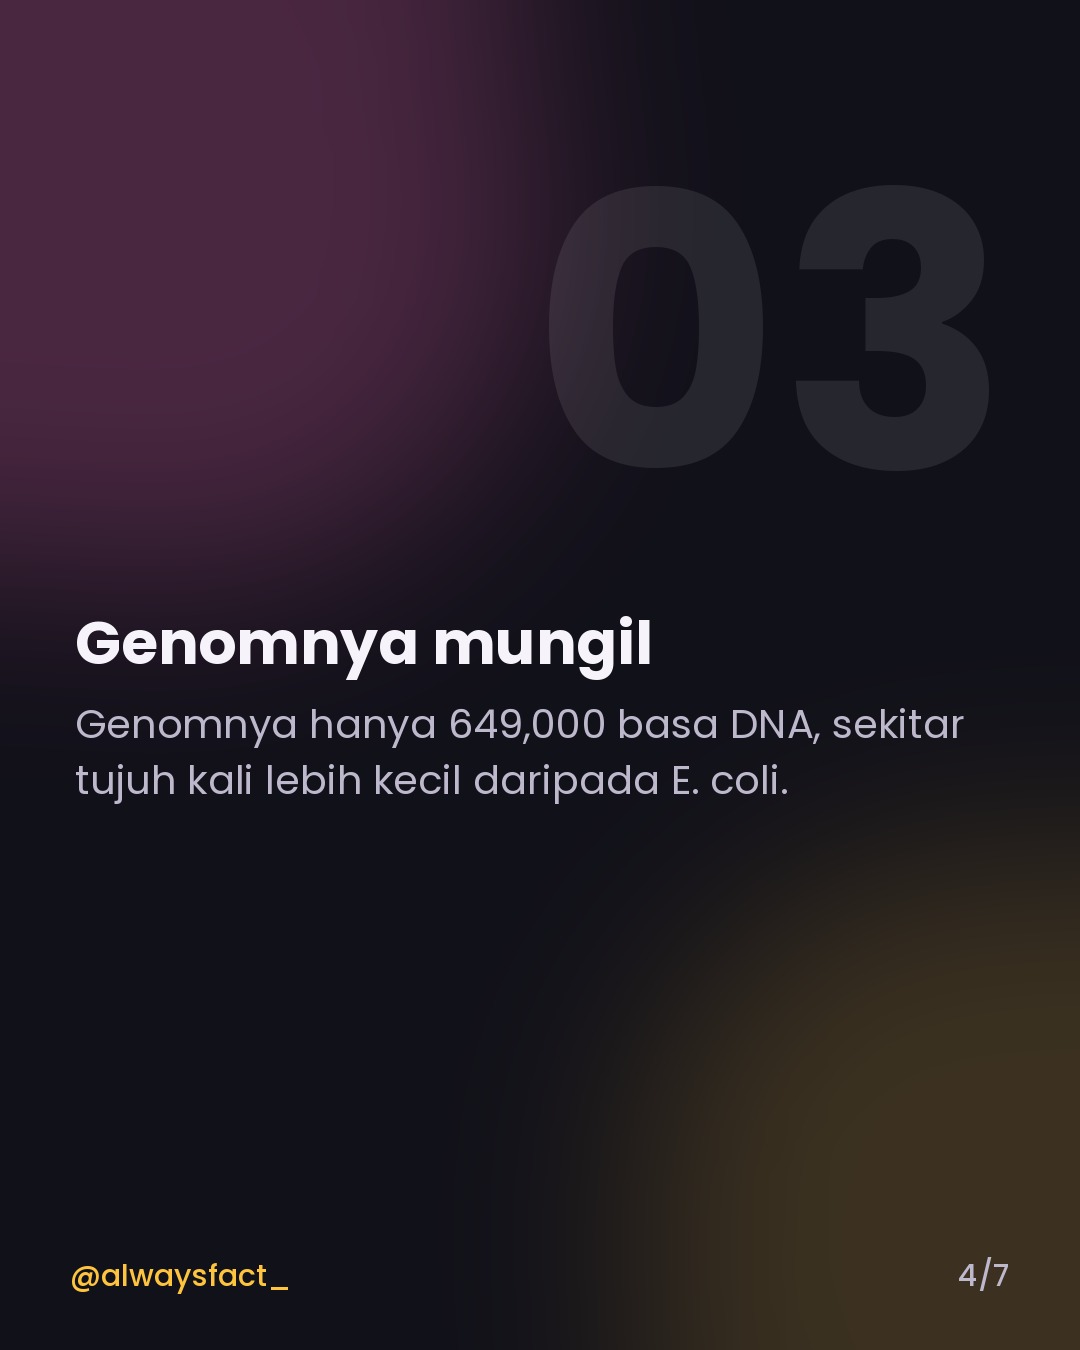 03
Genomnya mungil
Genomnya hanya 649,000 basa DNA, sekitar
tujuh kali lebih kecil daripada E. coli.
@alwaysfact_
4/7